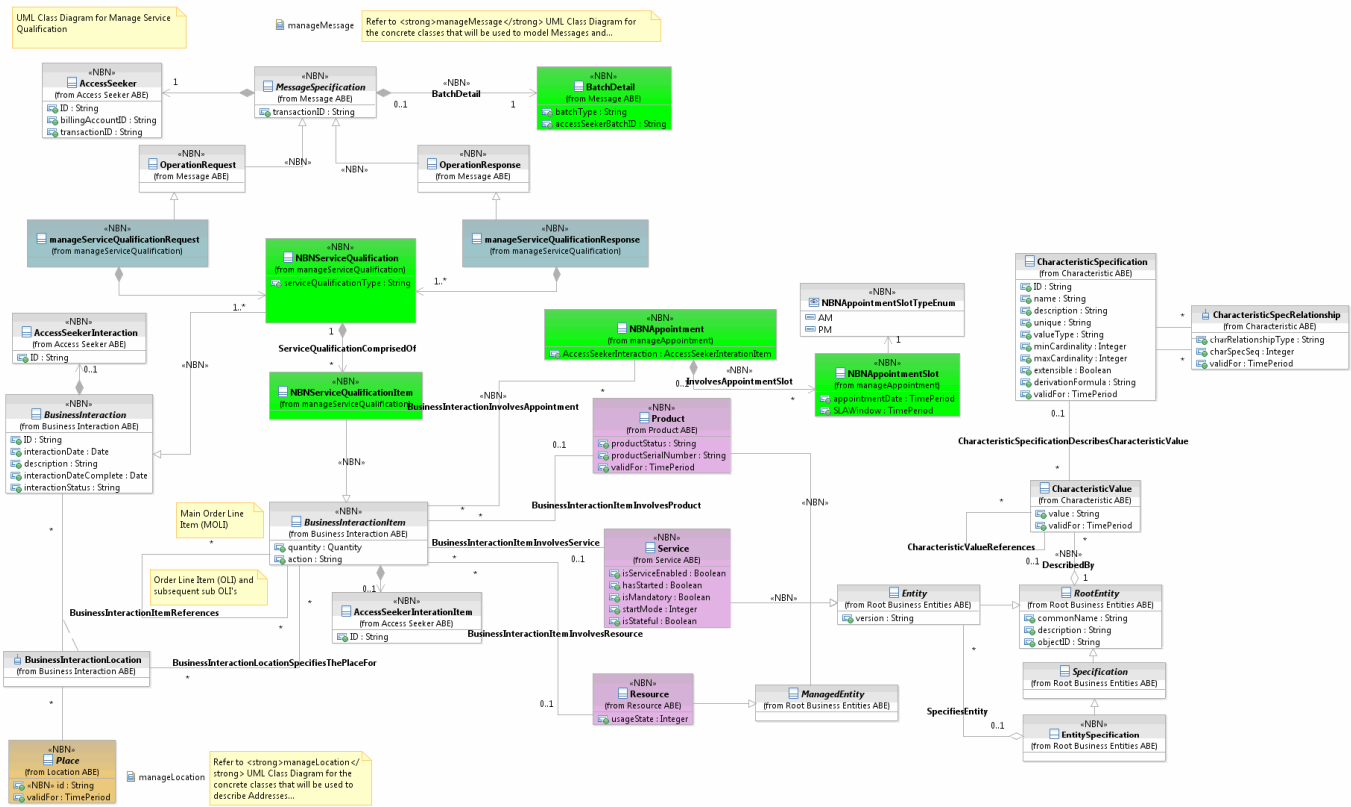 UML Class Diagram for Manage Service
Qualification
manageMessage
Refer to <strong>manageMessage</strong> UML Class Diagram for
the concrete classes that will be used to model Messages and...
«NBN»
AccessSeeker
(from Access Seeker ABE)
ID : String
billingAccountID : String
transactionID : String
1
«NBN»
MessageSpecification
(from Message ABE)
transactionID : String
0..1
«NBN»
BatchDetail
1
«NBN»
BatchDetail
(from Message ABE)
batchType : String
accessSeekerBatchID : String
«NBN»
OperationRequest
(from Message ABE)
«NBN»
«NBN»
«NBN»
OperationResponse
(from Message ABE)
«NBN»
manageServiceQualificationRequest
(from manageServiceQualification)
«NBN»
NBNServiceQualification
(from manageServiceQualification)
serviceQualificationType : String
«NBN»
manageServiceQualificationResponse
(from manageServiceQualification)
1..*
1..*
«NBN»
AccessSeekerInteraction
(from Access Seeker ABE)
ID : String
0..1
«NBN»
1
ServiceQualificationComprisedOf
*
«NBN»
NBNServiceQualificationItem
(from manageServiceQualification)
«NBN»
NBNAppointment
(from manageAppointment)
AccessSeekerInteraction : AccessSeekerInterationItem
«NBN»
NBNAppointmentSlotTypeEnum
AM
PM
1
«NBN»
InvolvesAppointmentSlot
0..1
*
«NBN»
NBNAppointmentSlot
(from manageAppointment)
appointmentDate : TimePeriod
SLAWindow : TimePeriod
CharacteristicSpecification
(from Characteristic ABE)
ID : String
name : String
description : String
unique : String
valueType : String
minCardinality : Integer
maxCardinality : Integer
extensible : Boolean
derivationFormula : String
validFor : TimePeriod
*
*
CharacteristicSpecRelationship
(from Characteristic ABE)
charRelationshipType : String
charSpecSeq : Integer
validFor : TimePeriod
0..1
CharacteristicSpecificationDescribesCharacteristicValue
*
«NBN»
BusinessInteraction
(from Business Interaction ABE)
ID : String
interactionDate : Date
description : String
interactionDateComplete : Date
interactionStatus : String
«NBN»
BusinessInteractionInvolvesAppointment
*
«NBN»
«NBN»
Product
(from Product ABE)
productStatus : String
productSerialNumber : String
validFor : TimePeriod
0..1
CharacteristicValue
(from Characteristic ABE)
value : String
validFor : TimePeriod
*
CharacteristicValueReferences
0..1
*
«NBN»
DescribedBy
1
Main Order Line
Item (MOLI)
«NBN»
BusinessInteractionItem
(from Business Interaction ABE)
quantity : Quantity
action : String
*
*
BusinessInteractionItemInvolvesProduct
«NBN»
BusinessInteractionItemInvolvesService
*
0..1
*
«NBN»
Service
(from Service ABE)
isServiceEnabled : Boolean
hasStarted : Boolean
isMandatory : Boolean
startMode : Integer
isStateful : Boolean
«NBN»
*
*
Order Line Item (OLI) and
subsequent sub OLI's
BusinessInteractionItemReferences
*
*
0..1
«NBN»
AccessSeekerInterationItem
(from Access Seeker ABE)
ID : String
BusinessInteractionItemInvolvesResource
Entity
(from Root Business Entities ABE)
version : String
*
RootEntity
(from Root Business Entities ABE)
commonName : String
description : String
objectID : String
BusinessInteractionLocation
(from Business Interaction ABE)
BusinessInteractionLocationSpecifiesThePlaceFor
*
*
0..1
«NBN»
Resource
(from Resource ABE)
usageState : Integer
ManagedEntity
(from Root Business Entities ABE)
Specification
(from Root Business Entities ABE)
SpecifiesEntity
0..1
«NBN»
EntitySpecification
(from Root Business Entities ABE)
«NBN»
Place
(from Location ABE)
«NBN» id : String
validFor : TimePeriod
manageLocation
Refer to <strong>manageLocation</
strong> UML Class Diagram for the
concrete classes that will be used to
describe Addresses...